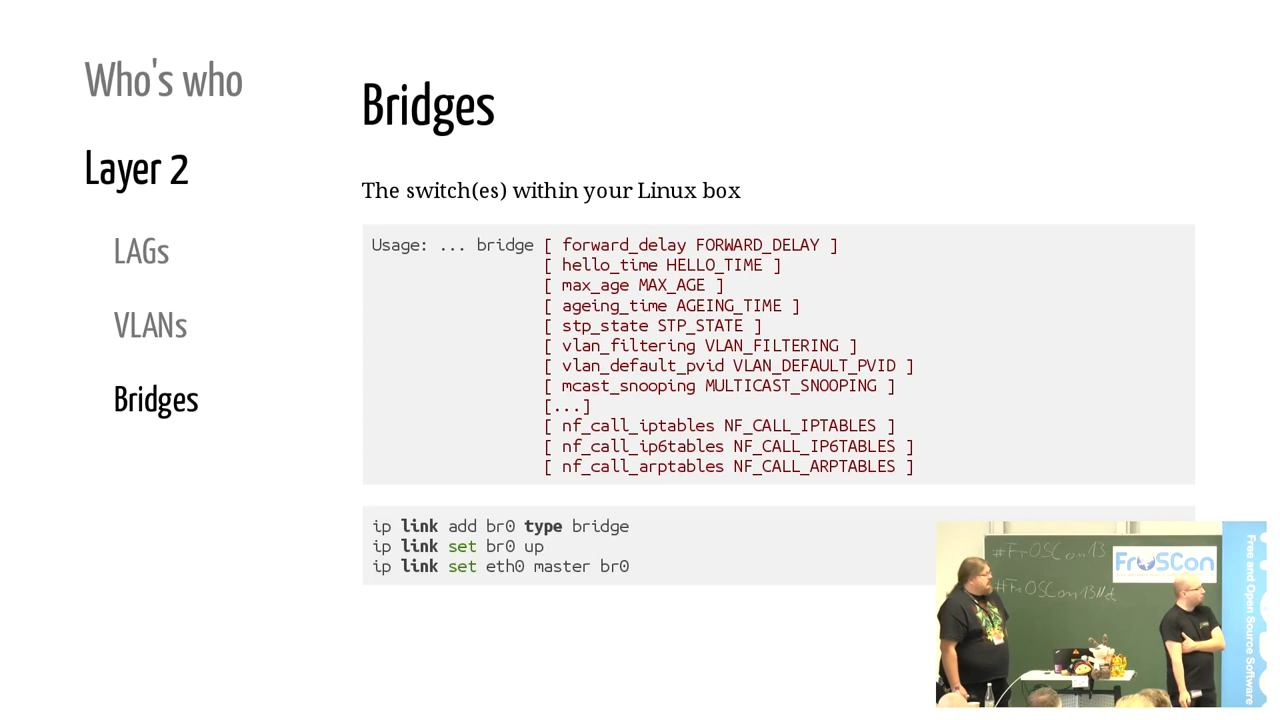 Who's who
Layer 2
LAGs
VLANs
Bridges
Bridges
The switch(es) within your Linux box
Usage: ... bridge [ forward_delay FORWARD_DELAY ]
[ hello_time HELLO_TIME ]
[ max_age MAX_AGE ]
[ ageing_time AGEING_TIME ]
[ stp_state STP_STATE ]
[ vlan_filtering VLAN_FILTERING ]
[ vlan_default_pvid VLAN_DEFAULT_PVID ]
[ mcast_snooping MULTICAST_SNOOPING ]
[...]
[ nf_call_iptables NF_CALL_IPTABLES ]
[ nf_call_ip6tables NF_CALL_IP6TABLES ]
[ nf_call_arptables NF_CALL_ARPTABLES ]
ip link add br0 type bridge
ip link set br0 up
ip link set eth0 master br0
#FrOSCon13
FrOSCon
Free and Open Source Software